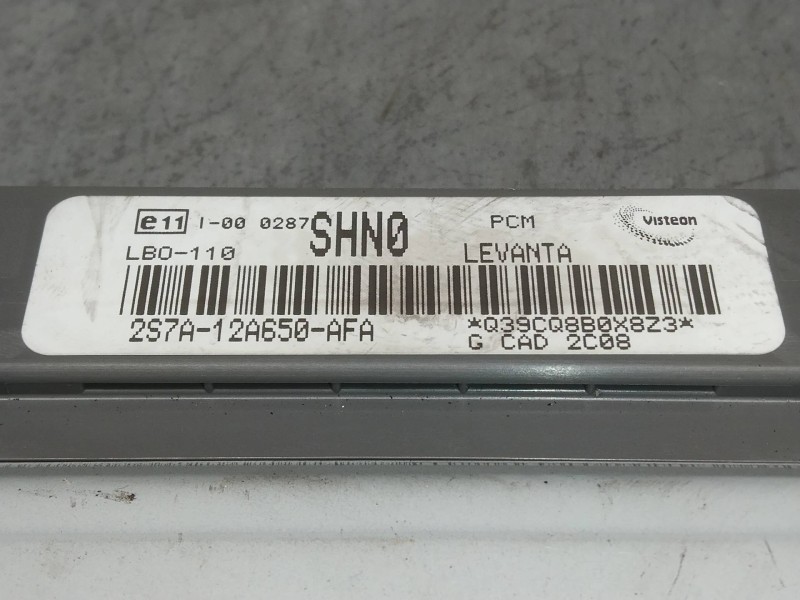 e11 I-00 0287 SHN0 PCM Visteon
LBO-110 LEVANTA
2S7A-12A650-AFA *Q39CQ8B0X8Z3*
G CAD 2C08